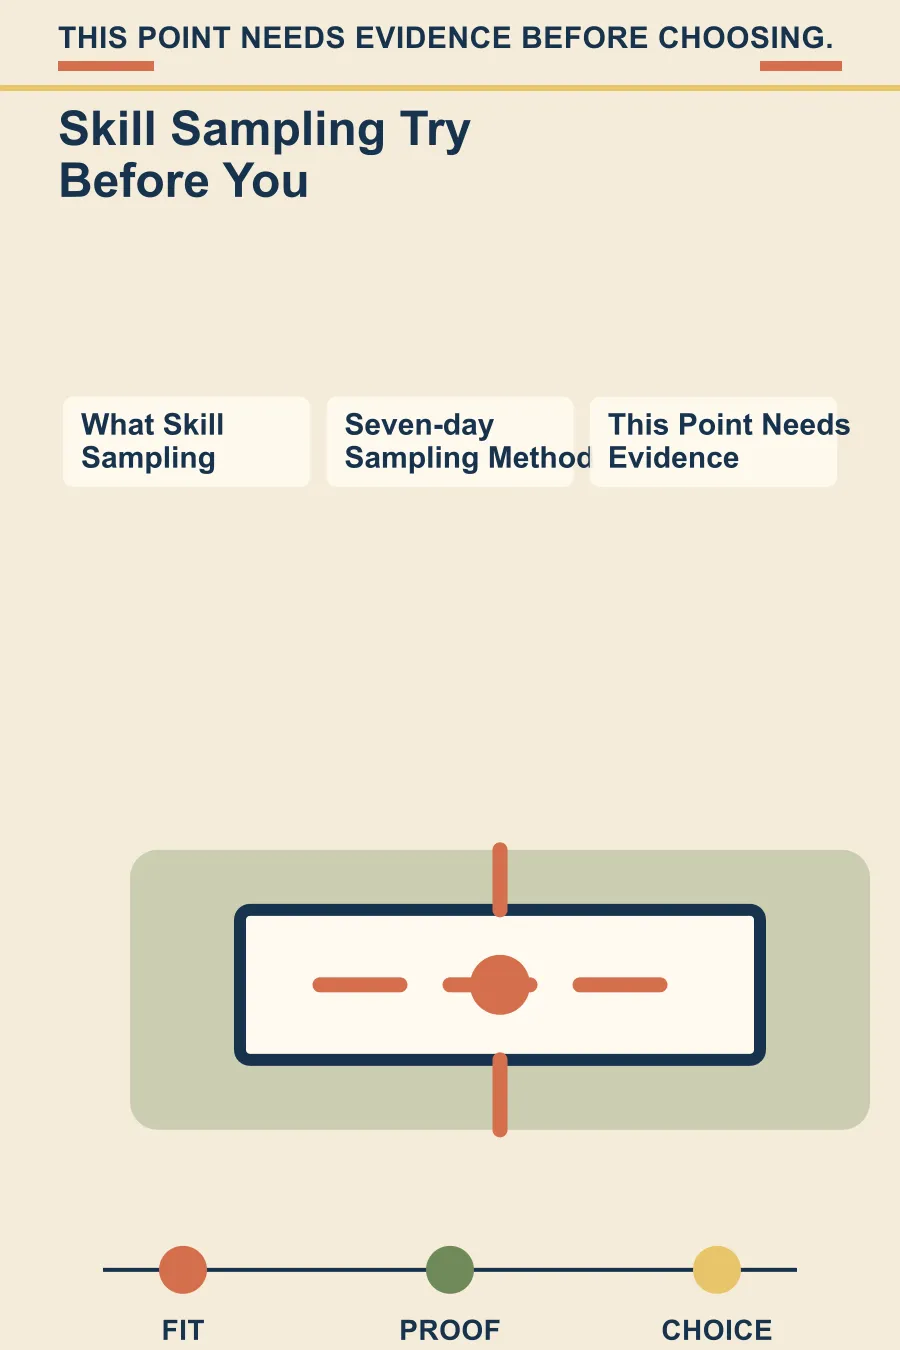 THIS POINT NEEDS EVIDENCE BEFORE CHOOSING.
Skill Sampling Try
Before You
What Skill
Sampling
Seven-day
Sampling Method
This Point Needs
Evidence
FIT
PROOF
CHOICE